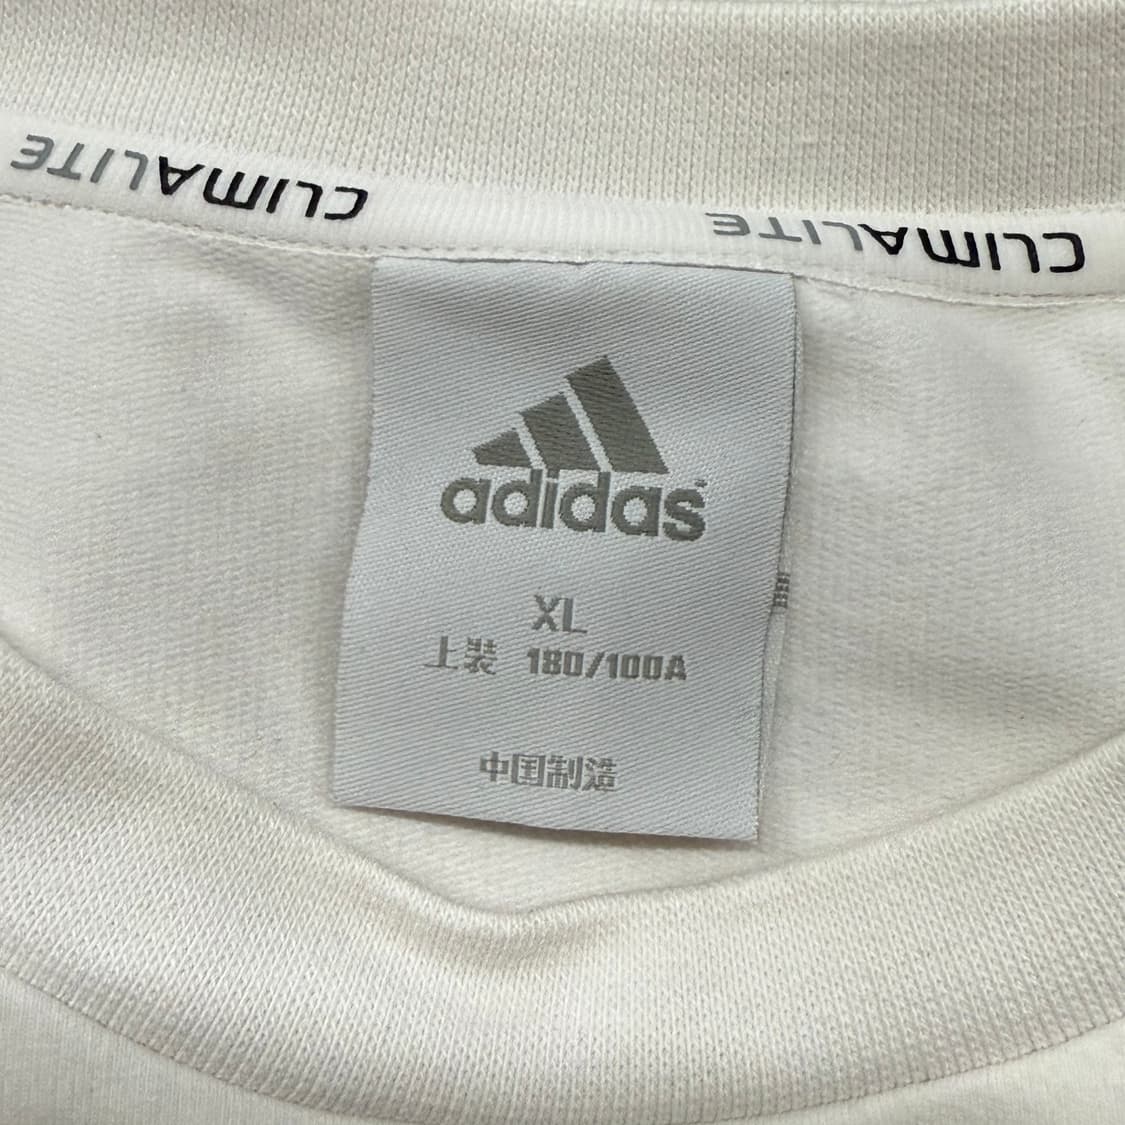 CLIMALITE
CLIMALITE
adidas
XL
上装 180/100A
中国制造